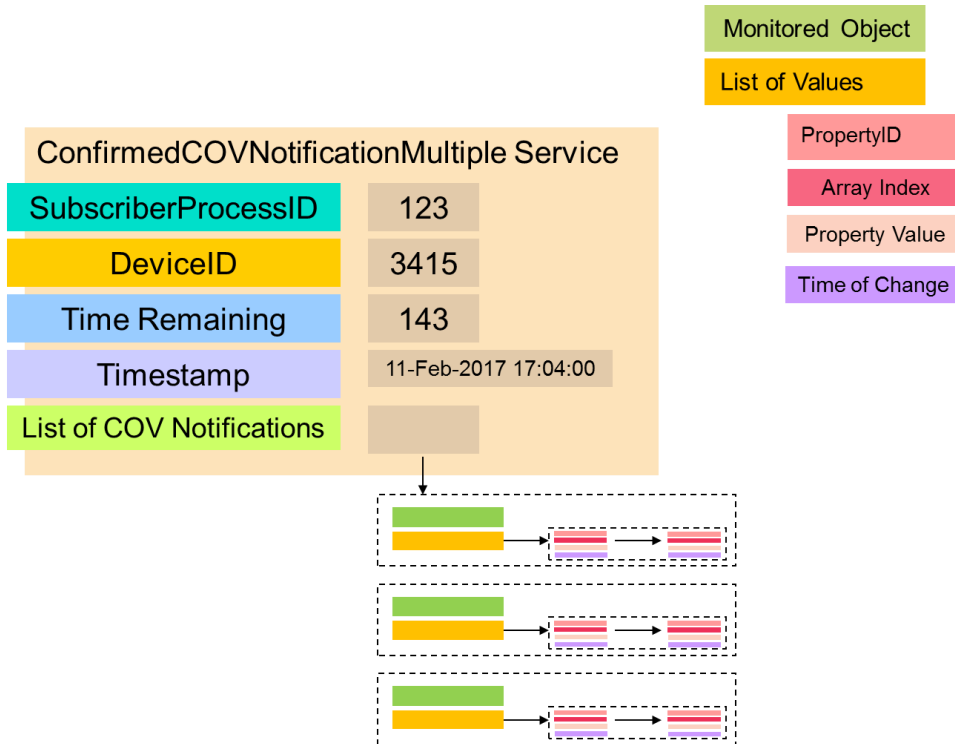 Monitored Object
List of Values
PropertyID
Array Index
Property Value
Time of Change
ConfirmedCOVNotificationMultiple Service
SubscriberProcessID 123
DeviceID 3415
Time Remaining 143
Timestamp 11-Feb-2017 17:04:00
List of COV Notifications